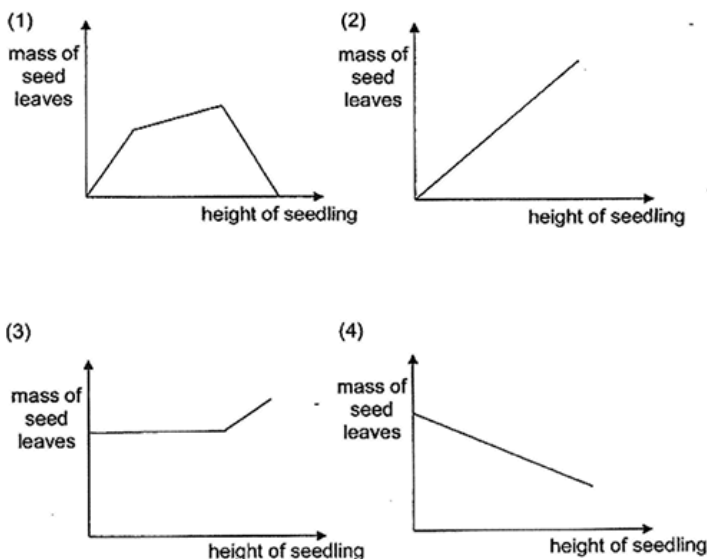 (1)
mass of
seed
leaves
height of seedling
(2)
mass of
seed
leaves
height of seedling
(3)
mass of
seed
leaves
height of seedling
(4)
mass of
seed
leaves
height of seedling